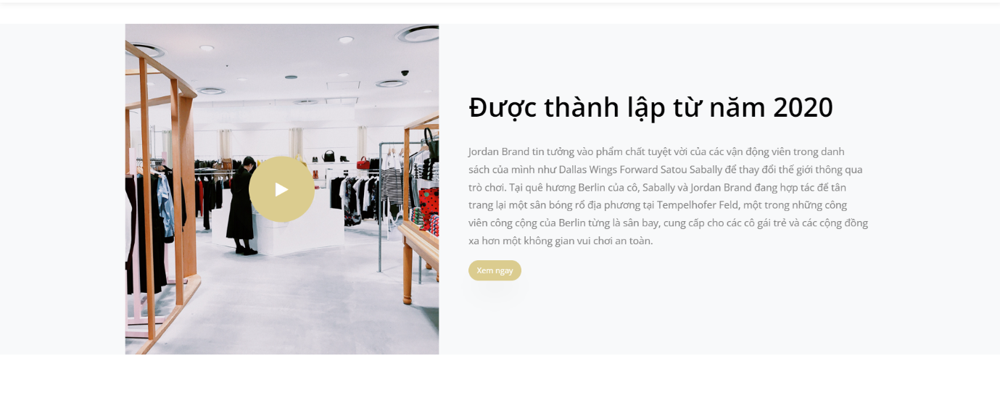 Được thành lập từ năm 2020
Jordan Brand tin tưởng vào phẩm chất tuyệt vời của các vận động viên trong danh
sách của mình như Dallas Wings Forward Satou Sabally để thay đổi thế giới thông qua
trò chơi. Tại quê hương Berlin của cô, Sabally và Jordan Brand đang hợp tác để tân
trang lại một sân bóng rổ địa phương tại Tempelhofer Feld, một trong những công
viên công cộng của Berlin từng là sân bay, cung cấp cho các cô gái trẻ và các cộng đồng
xa hơn một không gian vui chơi an toàn.
Xem ngay